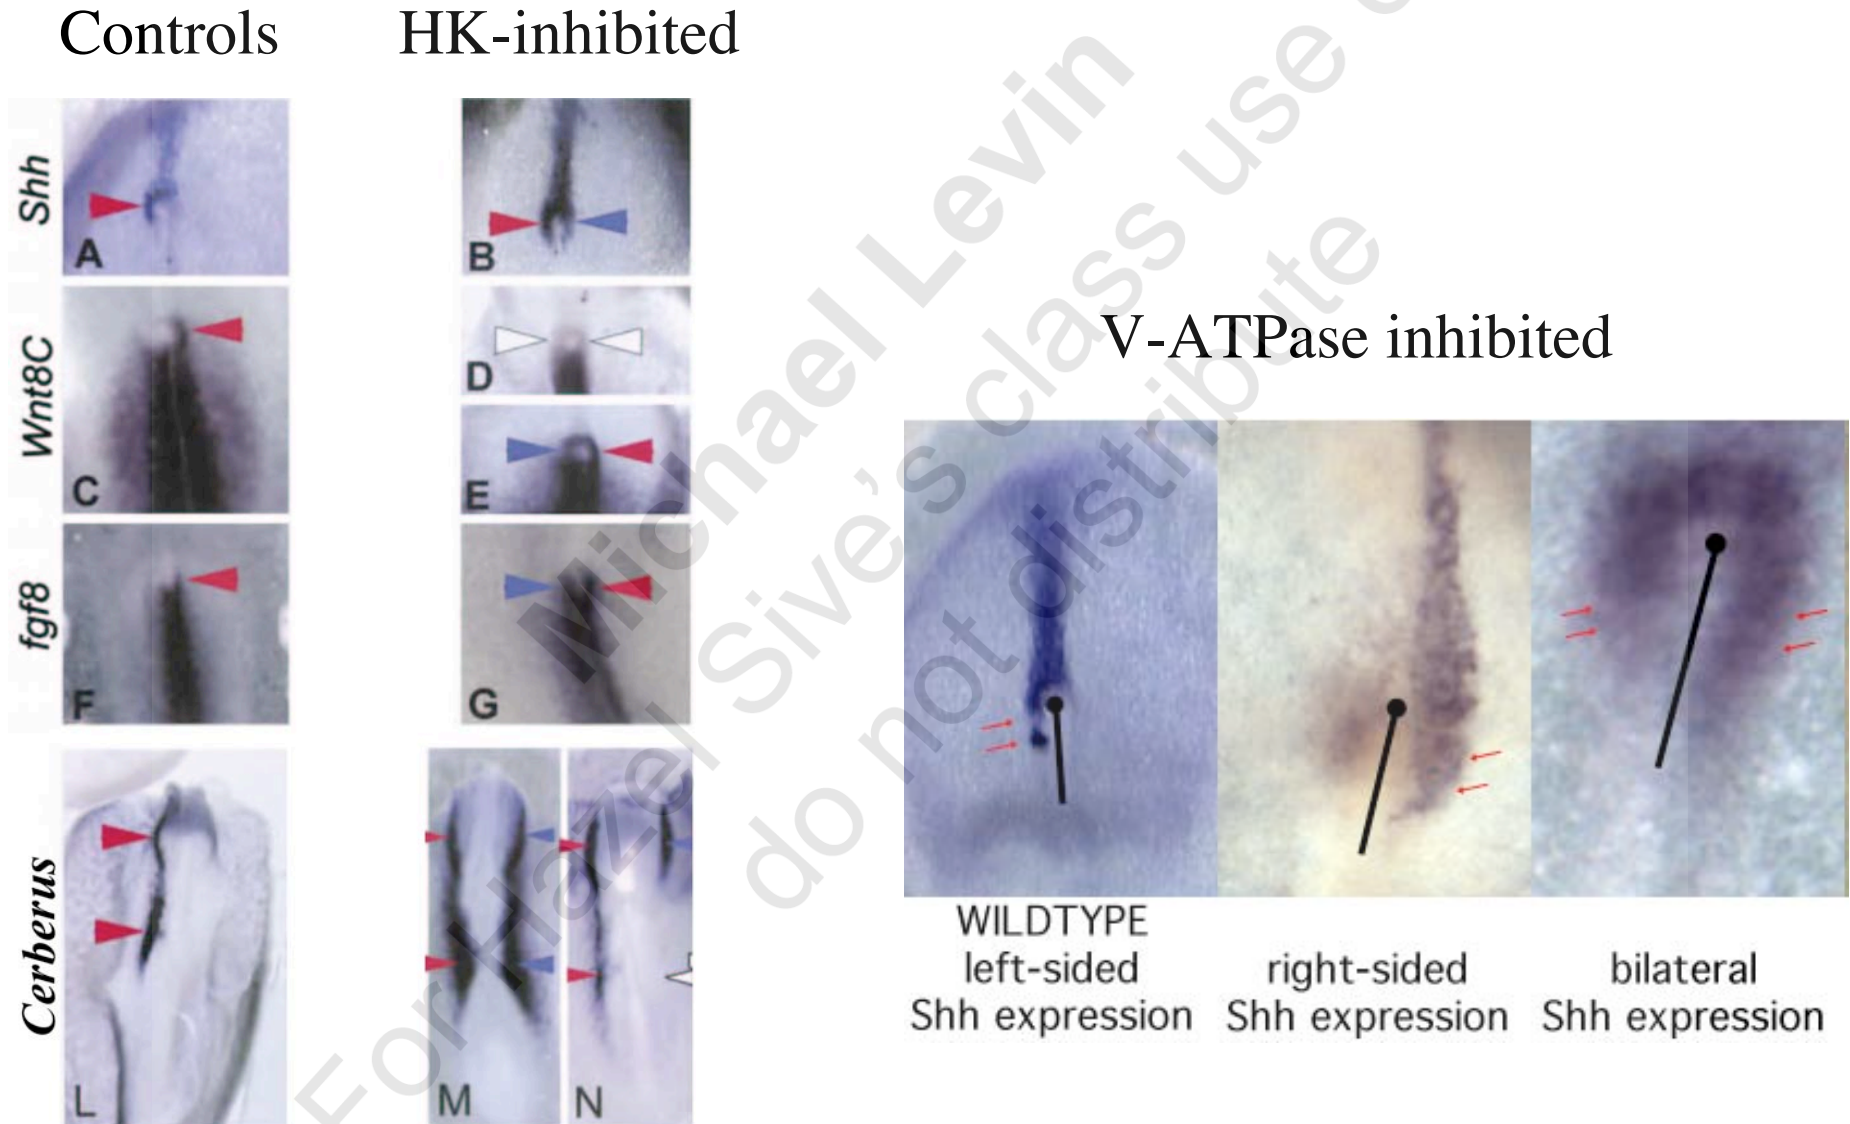 Controls
HK-inhibited
Shh
A
B
Wnt8C
C
D
E
fgf8
F
G
Cerberus
L
M
N
V-ATPase inhibited
WILDTYPE
left-sided
Shh expression
right-sided
Shh expression
bilateral
Shh expression
Michael Levin
For Hazel Sive's class use o
do not distribute